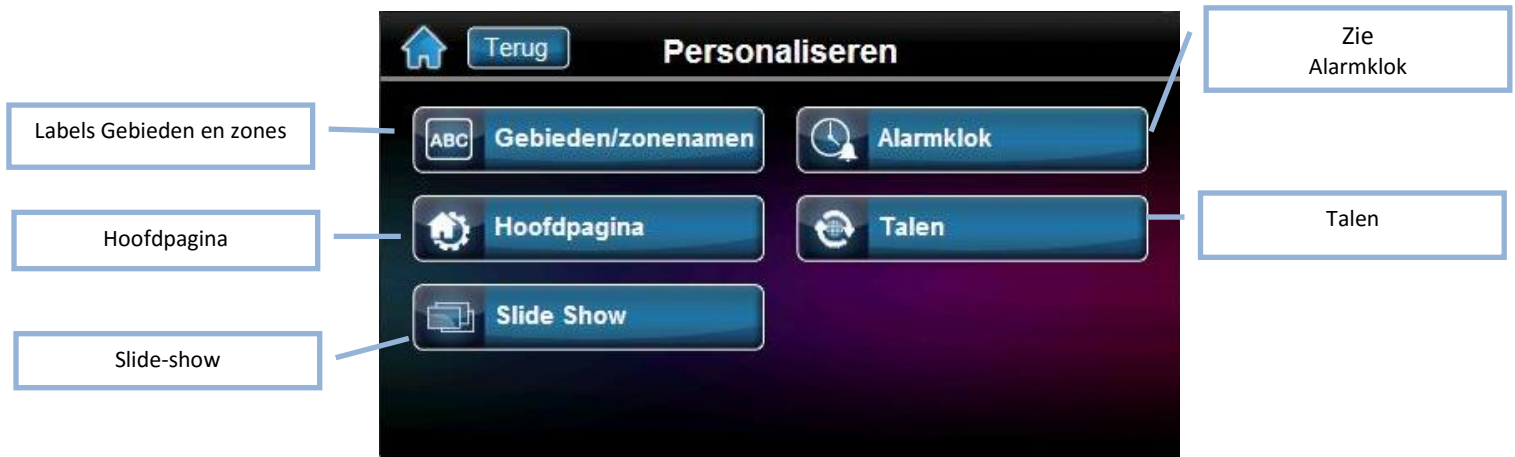 Terug
Personaliseren
Zie
Alarmklok
Labels Gebieden en zones
ABC
Gebieden/zonenamen
Alarmklok
Hoofdpagina
Hoofdpagina
Talen
Talen
Slide Show
Slide-show